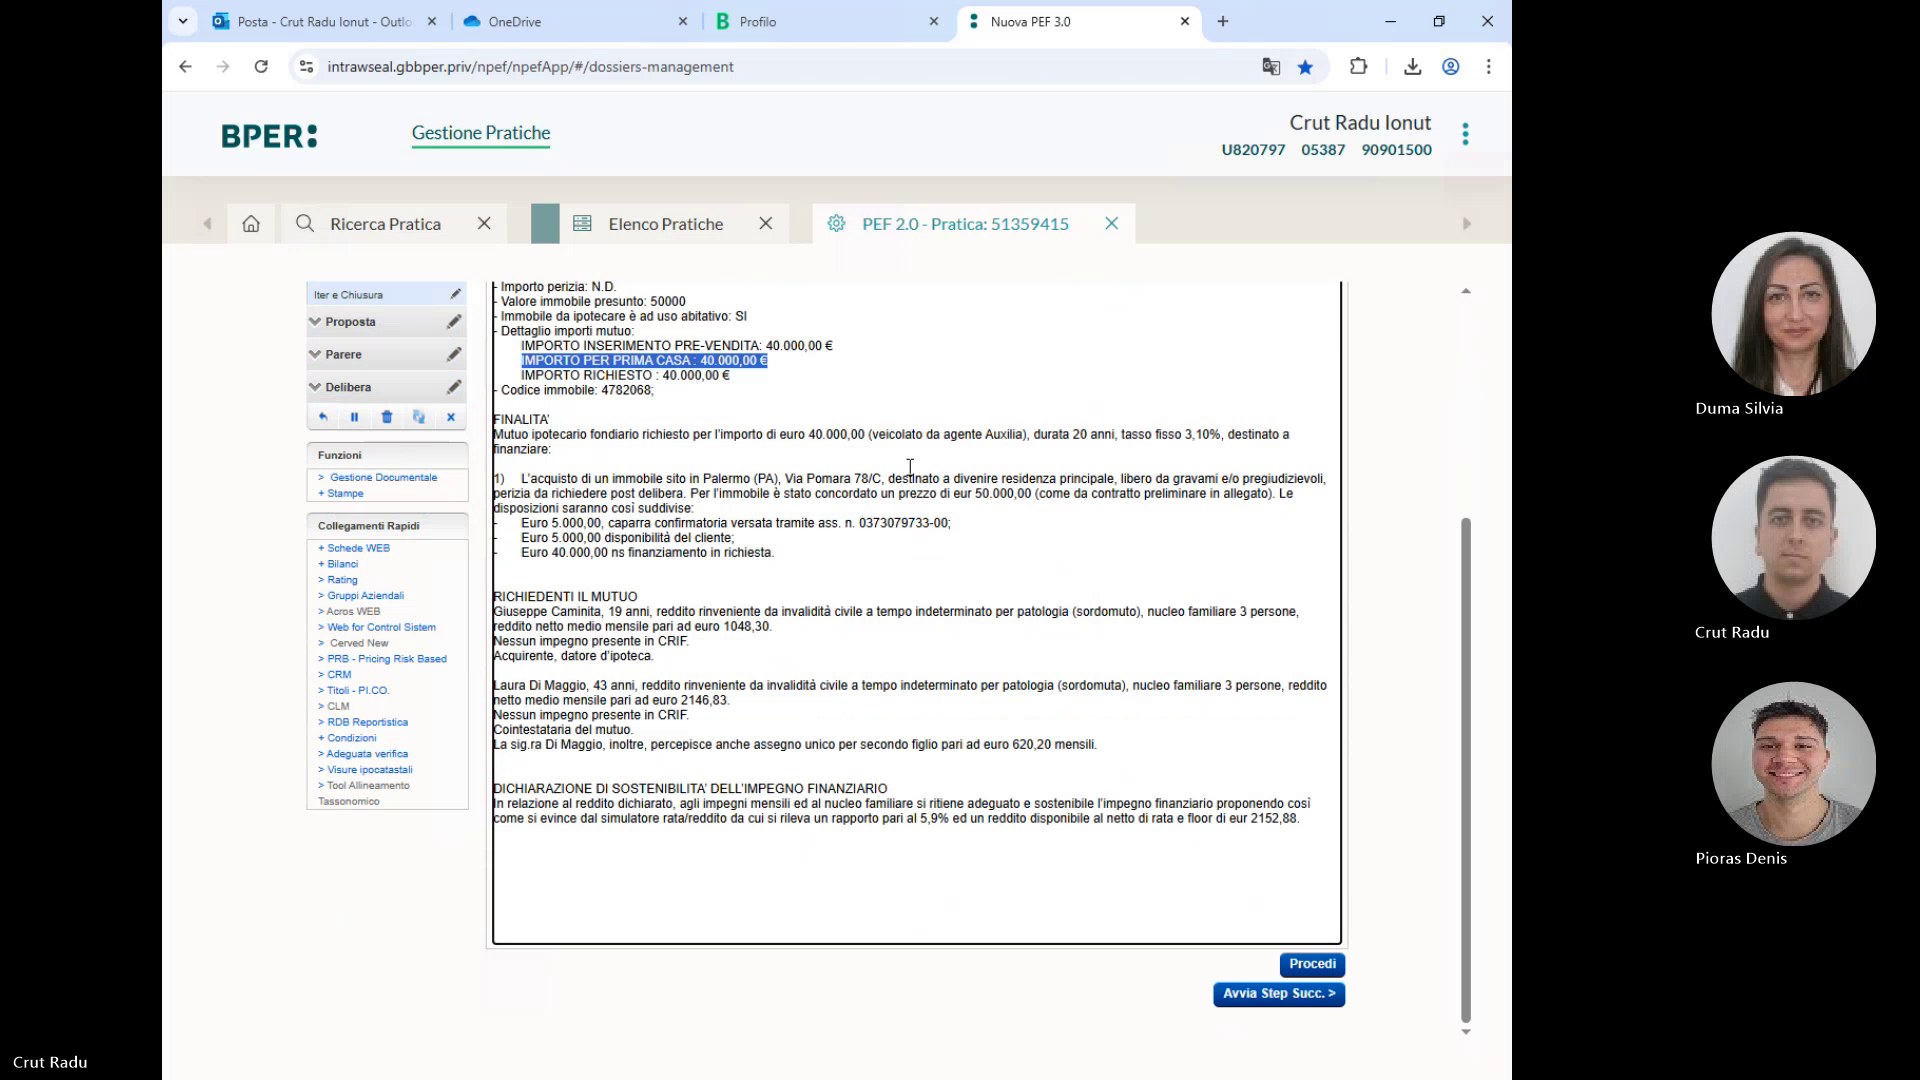 Posta - Crut Radu Ionut - Outlo
OneDrive
Profilo
Nuova PEF 3.0
intrawseal.gbbper.priv/npef/npefApp/#/dossiers-management
BPER:
Gestione Pratiche
Crut Radu Ionut
U820797 05387 90901500
Ricerca Pratica
Elenco Pratiche
PEF 2.0 - Pratica: 51359415
Iter e Chiusura
Proposta
Parere
Delibera
Funzioni
> Gestione Documentale
+ Stampe
Collegamenti Rapidi
+ Schede WEB
+ Bilanci
> Rating
> Gruppi Aziendali
> Acros WEB
> Web for Control Sistem
> Cerved New
> PRB - Pricing Risk Based
> CRM
> Titoli - PI.CO.
> CLM
> RDB Reportistica
+ Condizioni
> Adeguata verifica
> Visure ipocatastali
> Tool Allineamento
Tassonomico
- Importo perizia: N.D.
- Valore immobile presunto: 50000
- Immobile da ipotecare è ad uso abitativo: SI
- Dettaglio importi mutuo:
IMPORTO INSERIMENTO PRE-VENDITA: 40.000,00 €
IMPORTO PER PRIMA CASA : 40.000,00 €
IMPORTO RICHIESTO : 40.000,00 €
- Codice immobile: 4782068;
FINALITA'
Mutuo ipotecario fondiario richiesto per l'importo di euro 40.000,00 (veicolato da agente Auxilia), durata 20 anni, tasso fisso 3,10%, destinato a
finanziare:
1) L'acquisto di un immobile sito in Palermo (PA), Via Pomara 78/C, destinato a divenire residenza principale, libero da gravami e/o pregiudizievoli,
perizia da richiedere post delibera. Per l'immobile è stato concordato un prezzo di eur 50.000,00 (come da contratto preliminare in allegato). Le
disposizioni saranno così suddivise:
- Euro 5.000,00, caparra confirmatoria versata tramite ass. n. 0373079733-00;
- Euro 5.000,00 disponibilità del cliente;
- Euro 40.000,00 ns finanziamento in richiesta.
RICHIEDENTI IL MUTUO
Giuseppe Caminita, 19 anni, reddito rinveniente da invalidità civile a tempo indeterminato per patologia (sordomuto), nucleo familiare 3 persone,
reddito netto medio mensile pari ad euro 1048,30.
Nessun impegno presente in CRIF.
Acquirente, datore d'ipoteca.
Laura Di Maggio, 43 anni, reddito rinveniente da invalidità civile a tempo indeterminato per patologia (sordomuta), nucleo familiare 3 persone, reddito
netto medio mensile pari ad euro 2146,83.
Nessun impegno presente in CRIF.
Cointestataria del mutuo.
La sig.ra Di Maggio, inoltre, percepisce anche assegno unico per secondo figlio pari ad euro 620,20 mensili.
DICHIARAZIONE DI SOSTENIBILITA' DELL'IMPEGNO FINANZIARIO
In relazione al reddito dichiarato, agli impegni mensili ed al nucleo familiare si ritiene adeguato e sostenibile l'impegno finanziario proponendo così
come si evince dal simulatore rata/reddito da cui si rileva un rapporto pari al 5,9% ed un reddito disponibile al netto di rata e floor di eur 2152,88.
Procedi
Avvia Step Succ. >
Duma Silvia
Crut Radu
Pioras Denis
Crut Radu